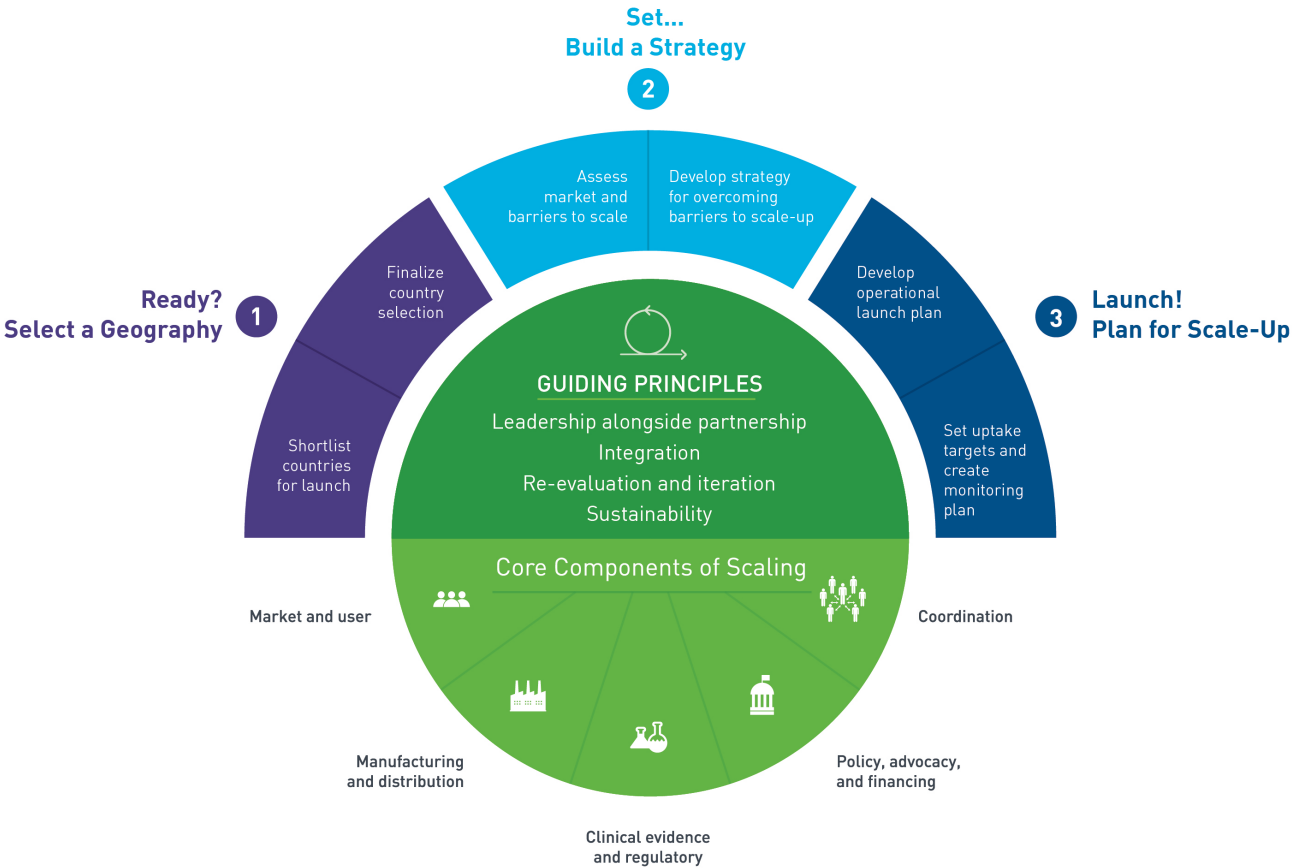 Set...
Build a Strategy
2
Assess
market and
barriers to scale
Develop strategy
for overcoming
barriers to scale-up
Ready?
Select a Geography
1
Finalize
country
selection
Shortlist
countries
for launch
3
Launch!
Plan for Scale-Up
Develop
operational
launch plan
Set uptake
targets and
create
monitoring
plan
GUIDING PRINCIPLES
Leadership alongside partnership
Integration
Re-evaluation and iteration
Sustainability
Core Components of Scaling
Market and user
Manufacturing
and distribution
Clinical evidence
and regulatory
Policy, advocacy,
and financing
Coordination